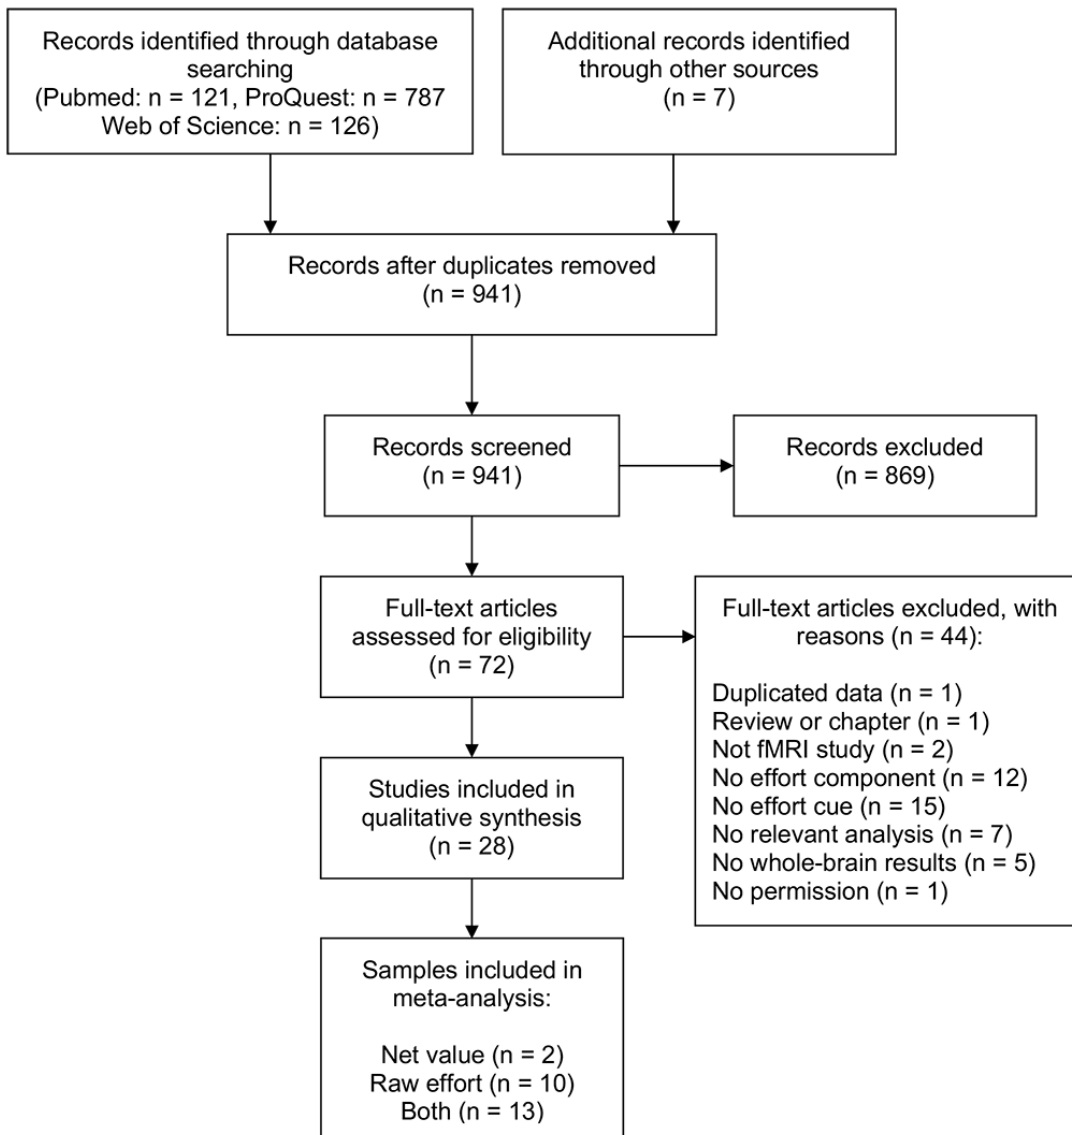 Records identified through database
searching
(Pubmed: n = 121, ProQuest: n = 787
Web of Science: n = 126)
Additional records identified
through other sources
(n = 7)
Records after duplicates removed
(n = 941)
Records screened
(n = 941)
Records excluded
(n = 869)
Full-text articles
assessed for eligibility
(n = 72)
Full-text articles excluded, with
reasons (n = 44):
Duplicated data (n = 1)
Review or chapter (n = 1)
Not fMRI study (n = 2)
No effort component (n = 12)
No effort cue (n = 15)
No relevant analysis (n = 7)
No whole-brain results (n = 5)
No permission (n = 1)
Studies included in
qualitative synthesis
(n = 28)
Samples included in
meta-analysis:
Net value (n = 2)
Raw effort (n = 10)
Both (n = 13)